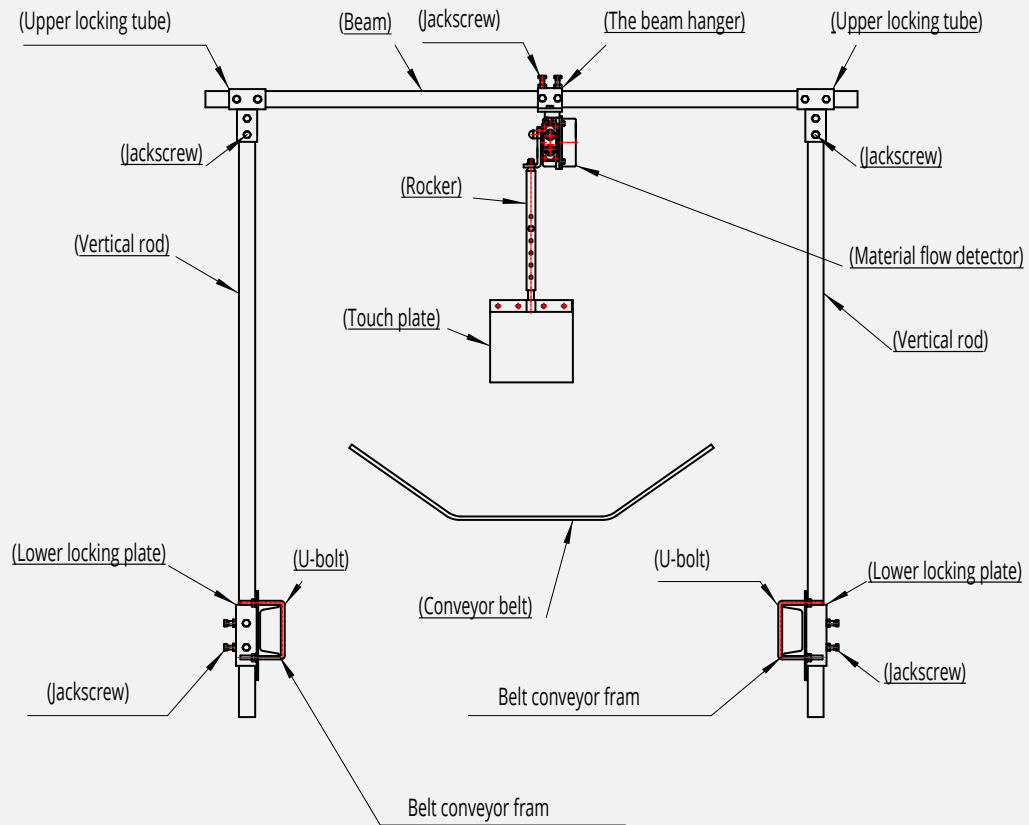 (Upper locking tube)
(Beam)
(Jackscrew)
(The beam hanger)
(Upper locking tube)
(Jackscrew)
(Jackscrew)
(Rocker)
(Vertical rod)
(Material flow detector)
(Touch plate)
(Vertical rod)
(Lower locking plate)
(U-bolt)
(U-bolt)
(Lower locking plate)
(Conveyor belt)
(Jackscrew)
Belt conveyor fram
(Jackscrew)
Belt conveyor fram